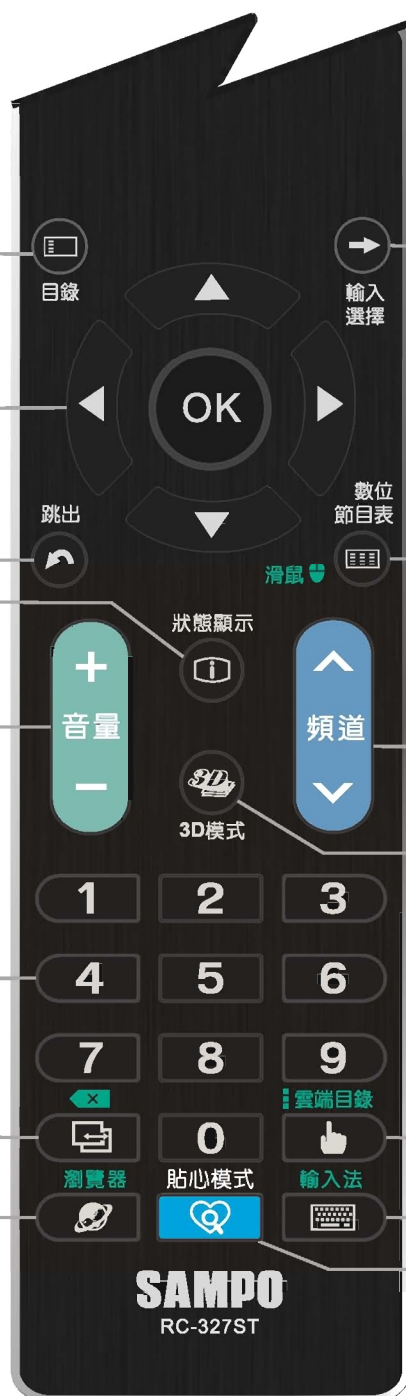 目錄
輸入
選擇
OK
跳出
數位
節目表
滑鼠
狀態顯示
+
音量
−
頻道
3D
3D模式
1 2 3
4 5 6
7 8 9
雲端目錄
0
瀏覽器 貼心模式 輸入法
SAMPO
RC-327ST